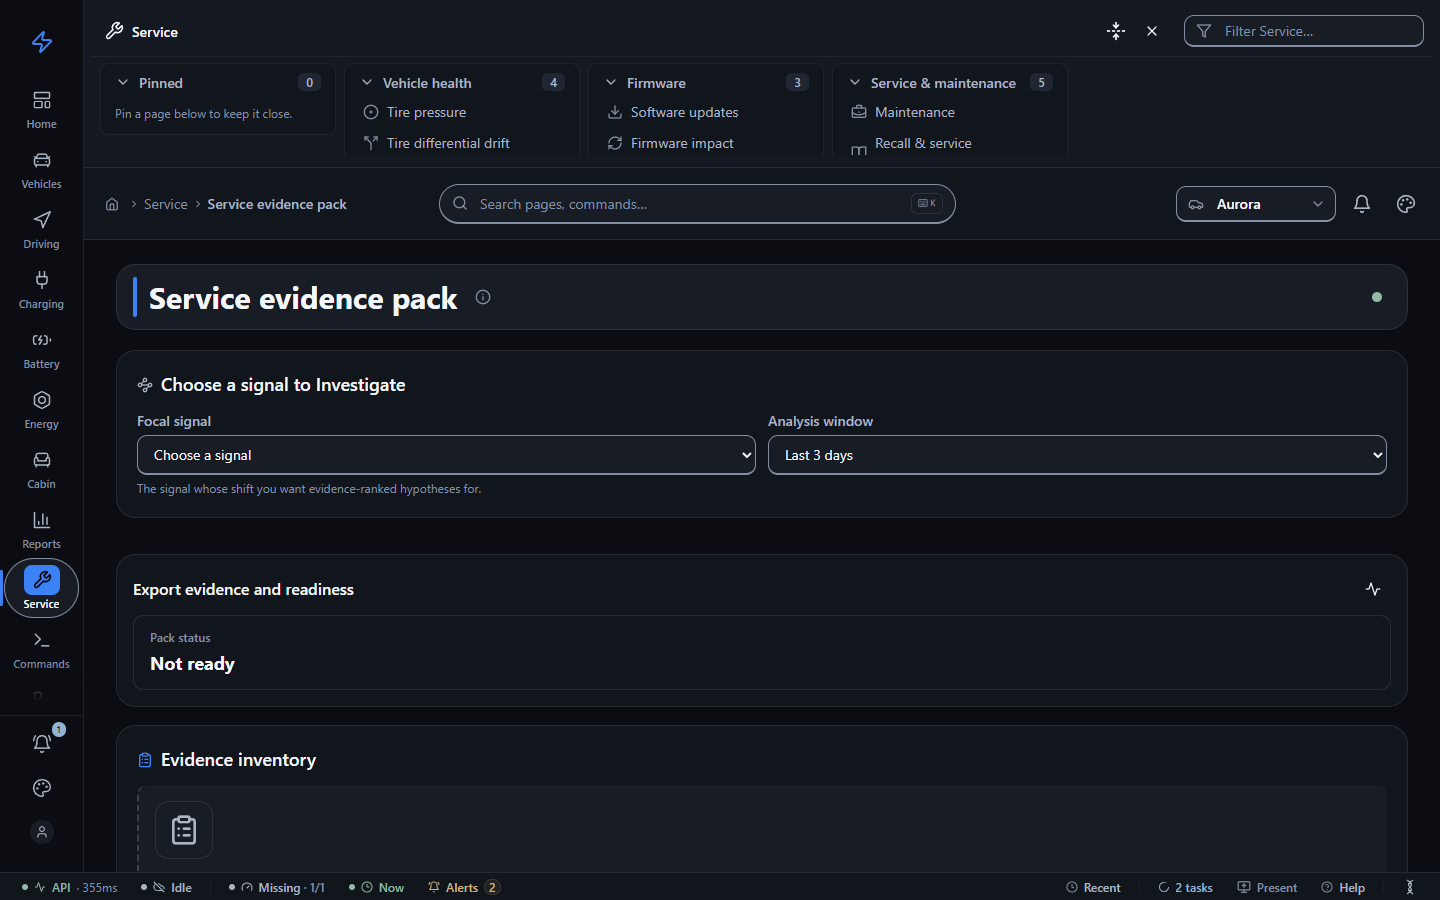 Service
Filter Service...
Pinned 0
Pin a page below to keep it close.
Vehicle health 4
Tire pressure
Tire differential drift
Firmware 3
Software updates
Firmware impact
Service & maintenance 5
Maintenance
Recall & service
Home
Vehicles
Driving
Charging
Battery
Energy
Cabin
Reports
Service
Commands
1
Service
Service evidence pack
Search pages, commands...
K
Aurora
Service evidence pack
Choose a signal to Investigate
Focal signal
Choose a signal
The signal whose shift you want evidence-ranked hypotheses for.
Analysis window
Last 3 days
Export evidence and readiness
Pack status
Not ready
Evidence inventory
API · 355ms
Idle
Missing · 1/1
Now
Alerts 2
Recent
2 tasks
Present
Help